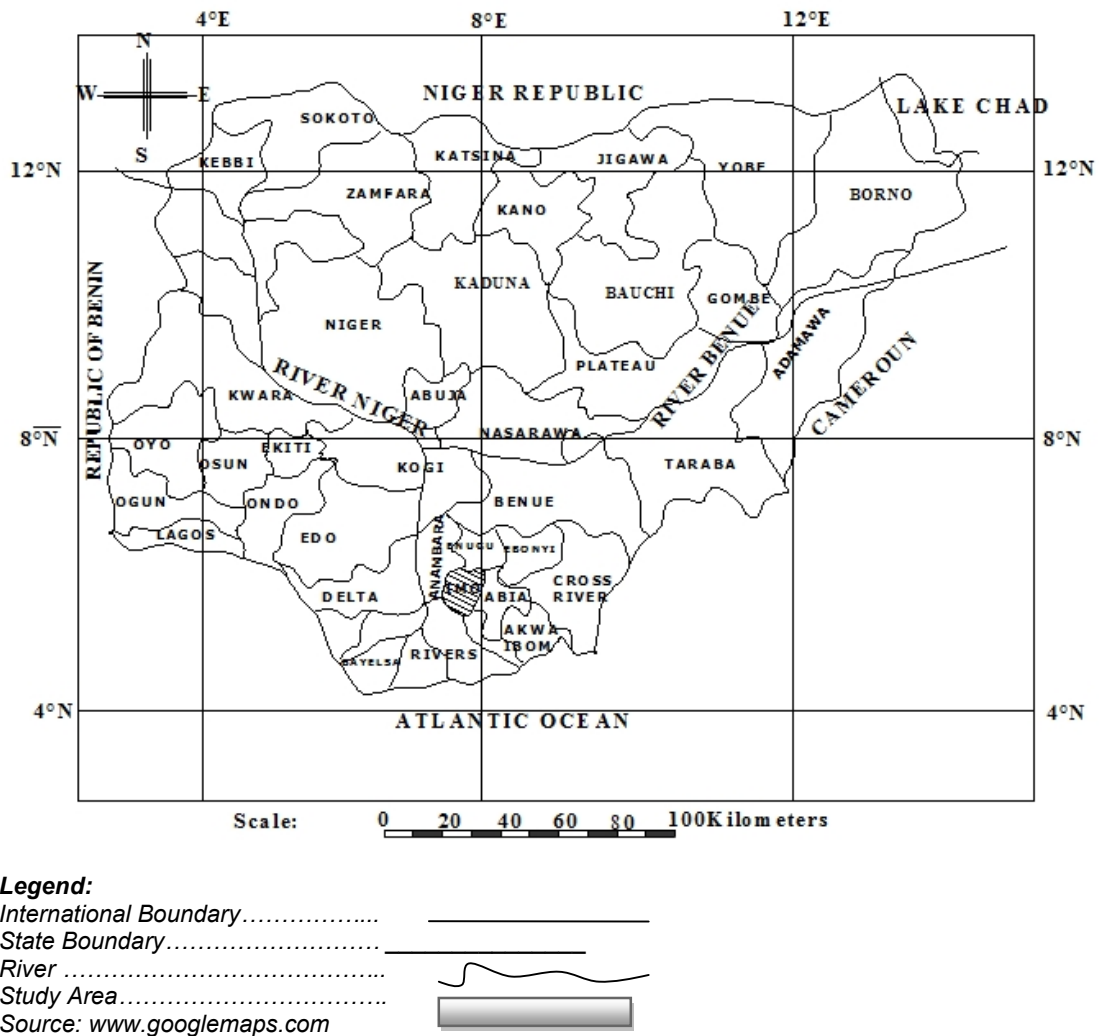 4°E 8°E 12°E
N
W E
S
NIGER REPUBLIC
LAKE CHAD
SOKOTO
KEBBI
KATSINA
JIGAWA
YOBE
12°N 12°N
ZAMFARA
KANO
BORNO
KADUNA
BAUCHI
GOMBE
NIGER
REPUBLIC OF BENIN
RIVER NIGER
RIVER BENUE
ADAMAWA
CAMEROUN
PLATEAU
KWARA
ABUJA
NASARAWA
8°N 8°N
OYO
OSUN
EKITI
KOGI
TARABA
OGUN
ONDO
BENUE
LAGOS
EDO
ANANBARA
ENUGU
EBONYI
DELTA
IMO
ABIA
CROSS
RIVER
AKWA
IBOM
BAYELSA
RIVERS
4°N 4°N
ATLANTIC OCEAN
Scale: 0 20 40 60 80 100Kilometers
Legend:
International Boundary……………....
State Boundary………………………
River …………………………………..
Study Area…………………………….
Source: www.googlemaps.com